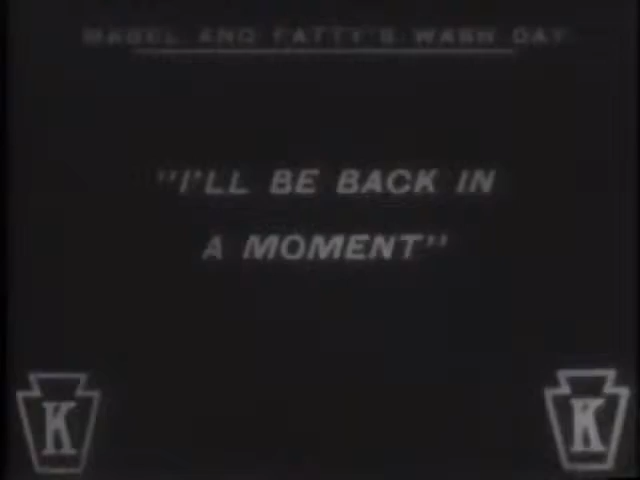 MABEL AND FATTY'S WASH DAY
"I'LL BE BACK IN
A MOMENT"
K
K